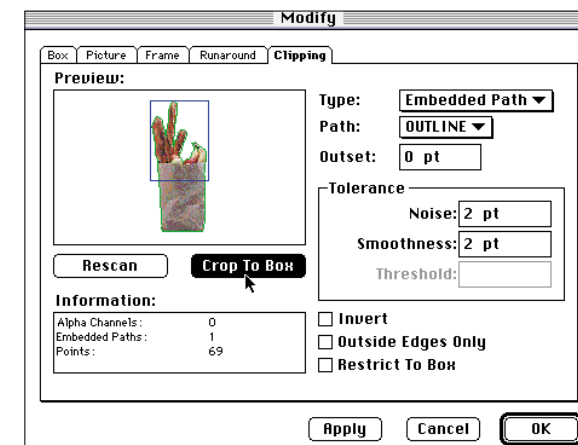 Modify
Box Picture Frame Runaround Clipping
Preview:
Type: Embedded Path
Path: OUTLINE
Outset: 0 pt
Tolerance
Noise: 2 pt
Smoothness: 2 pt
Threshold:
Rescan Crop To Box
Information:
Alpha Channels: 0
Embedded Paths: 1
Points: 69
Invert
Outside Edges Only
Restrict To Box
Apply Cancel OK